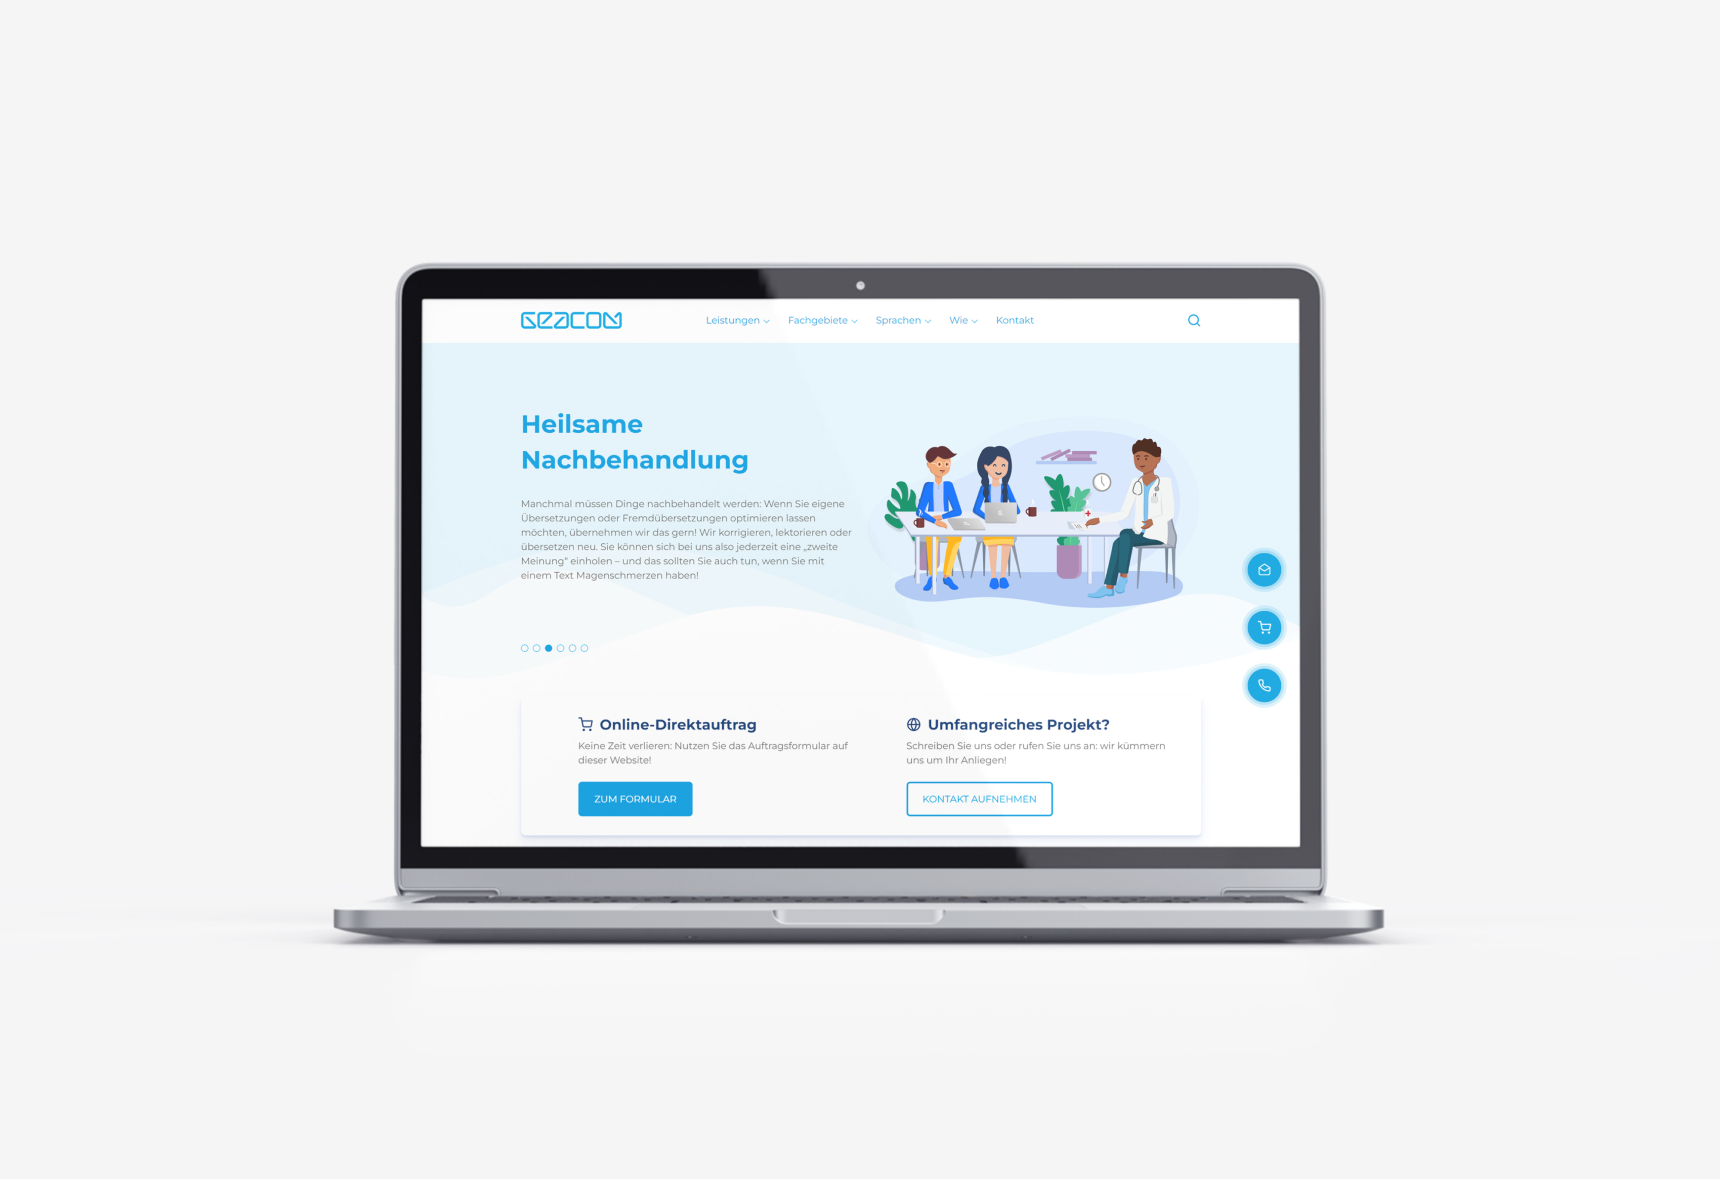 GEACOM
Leistungen
Fachgebiete
Sprachen
Wie
Kontakt
Heilsame
Nachbehandlung
Manchmal müssen Dinge nachbehandelt werden: Wenn Sie eigene
Übersetzungen oder Fremdübersetzungen optimieren lassen
möchten, übernehmen wir das gern! Wir korrigieren, lektorieren oder
übersetzen neu. Sie können sich bei uns also jederzeit eine „zweite
Meinung“ einholen – und das sollten Sie auch tun, wenn Sie mit
einem Text Magenschmerzen haben!
Online-Direktauftrag
Keine Zeit verlieren: Nutzen Sie das Auftragsformular auf
dieser Website!
ZUM FORMULAR
Umfangreiches Projekt?
Schreiben Sie uns oder rufen Sie uns an: wir kümmern
uns um Ihr Anliegen!
KONTAKT AUFNEHMEN